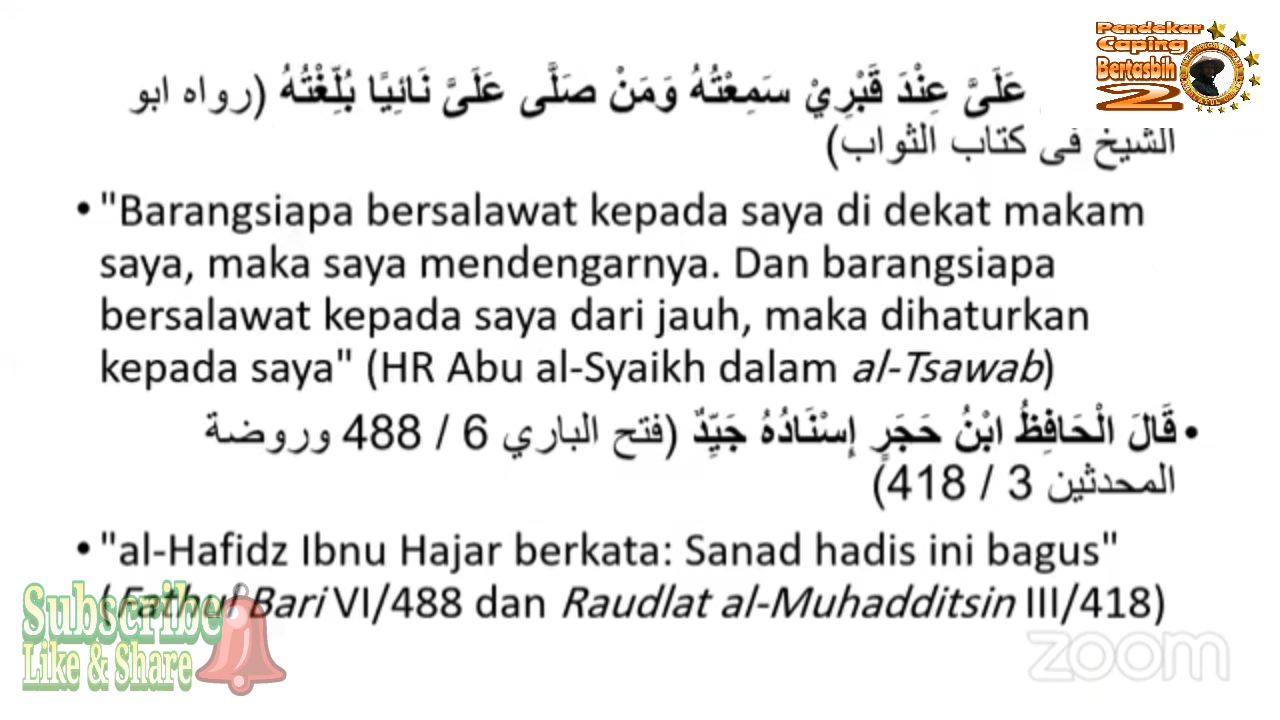 Pendekar
Caping
Bertasbih
2
عَلَىَّ عِنْدَ قَبْرِيْ سَمِعْتُهُ وَمَنْ صَلَّى عَلَىَّ نَائِيًا بُلِّغْتُهُ (رواه ابو
الشيخ فى كتاب الثواب)
• "Barangsiapa bersalawat kepada saya di dekat makam
saya, maka saya mendengarnya. Dan barangsiapa
bersalawat kepada saya dari jauh, maka dihaturkan
kepada saya" (HR Abu al-Syaikh dalam al-Tsawab)
• قَالَ الْحَافِظُ ابْنُ حَجَرٍ إِسْنَادُهُ جَيِّدٌ (فتح الباري 6 / 488 وروضة
المحدثين 3 / 418)
• "al-Hafidz Ibnu Hajar berkata: Sanad hadis ini bagus"
(Fathul Bari VI/488 dan Raudlat al-Muhadditsin III/418)
Subscribe
Like & Share
zoom